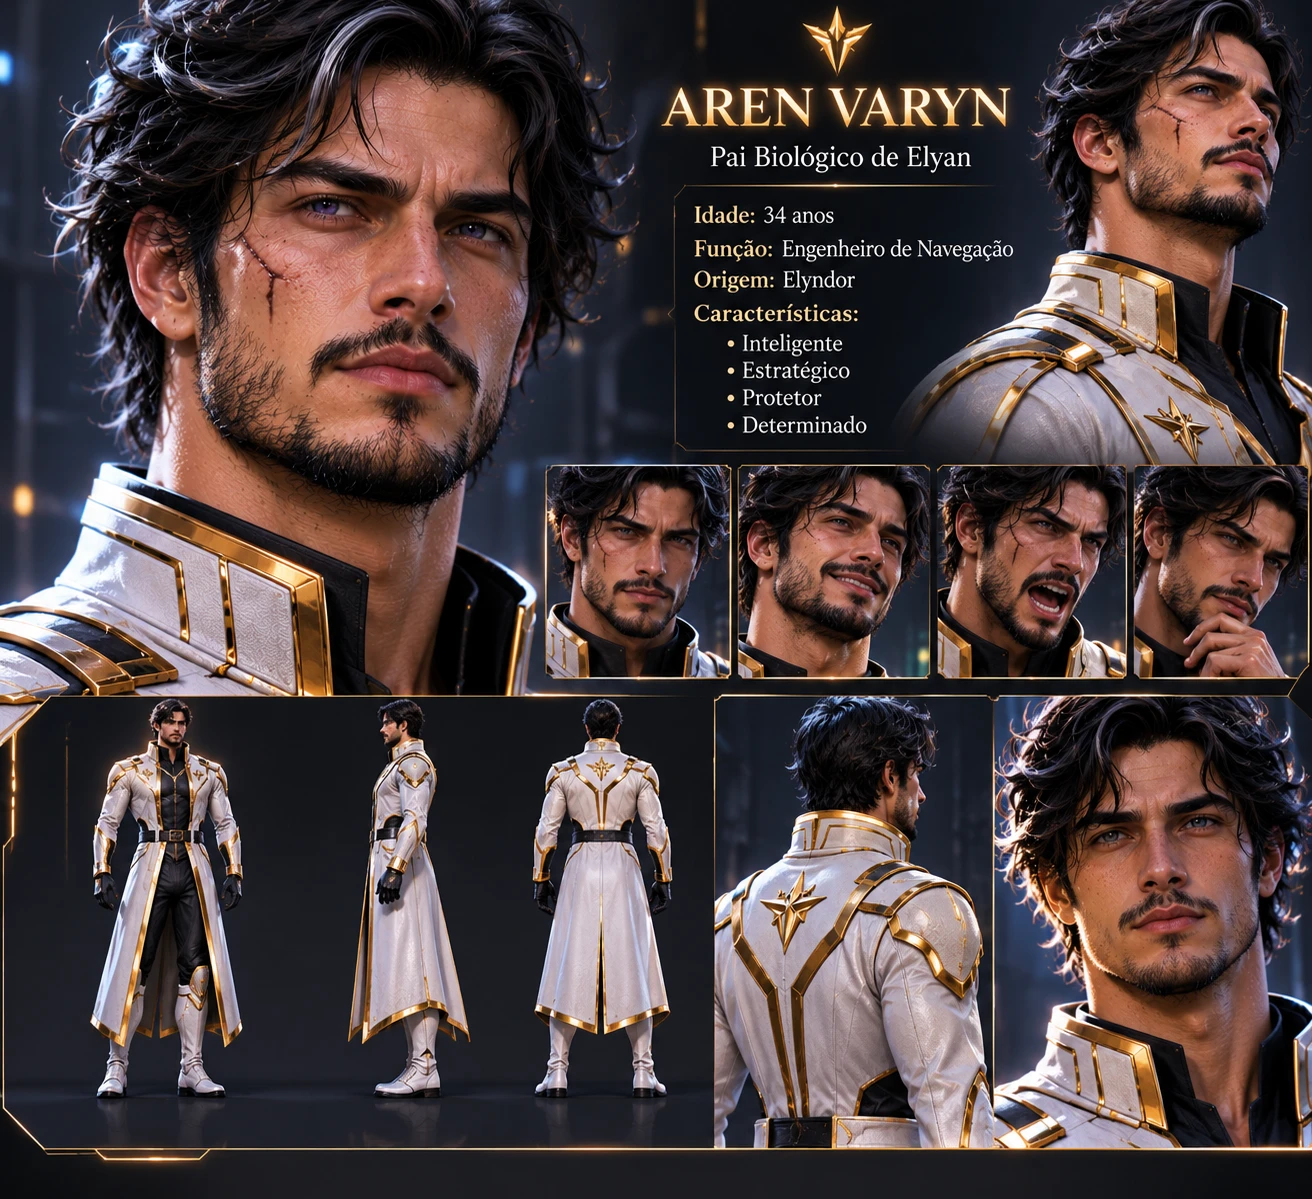 AREN VARYN
Pai Biológico de Elyan
Idade: 34 anos
Função: Engenheiro de Navegação
Origem: Elyndor
Características:
• Inteligente
• Estratégico
• Protetor
• Determinado